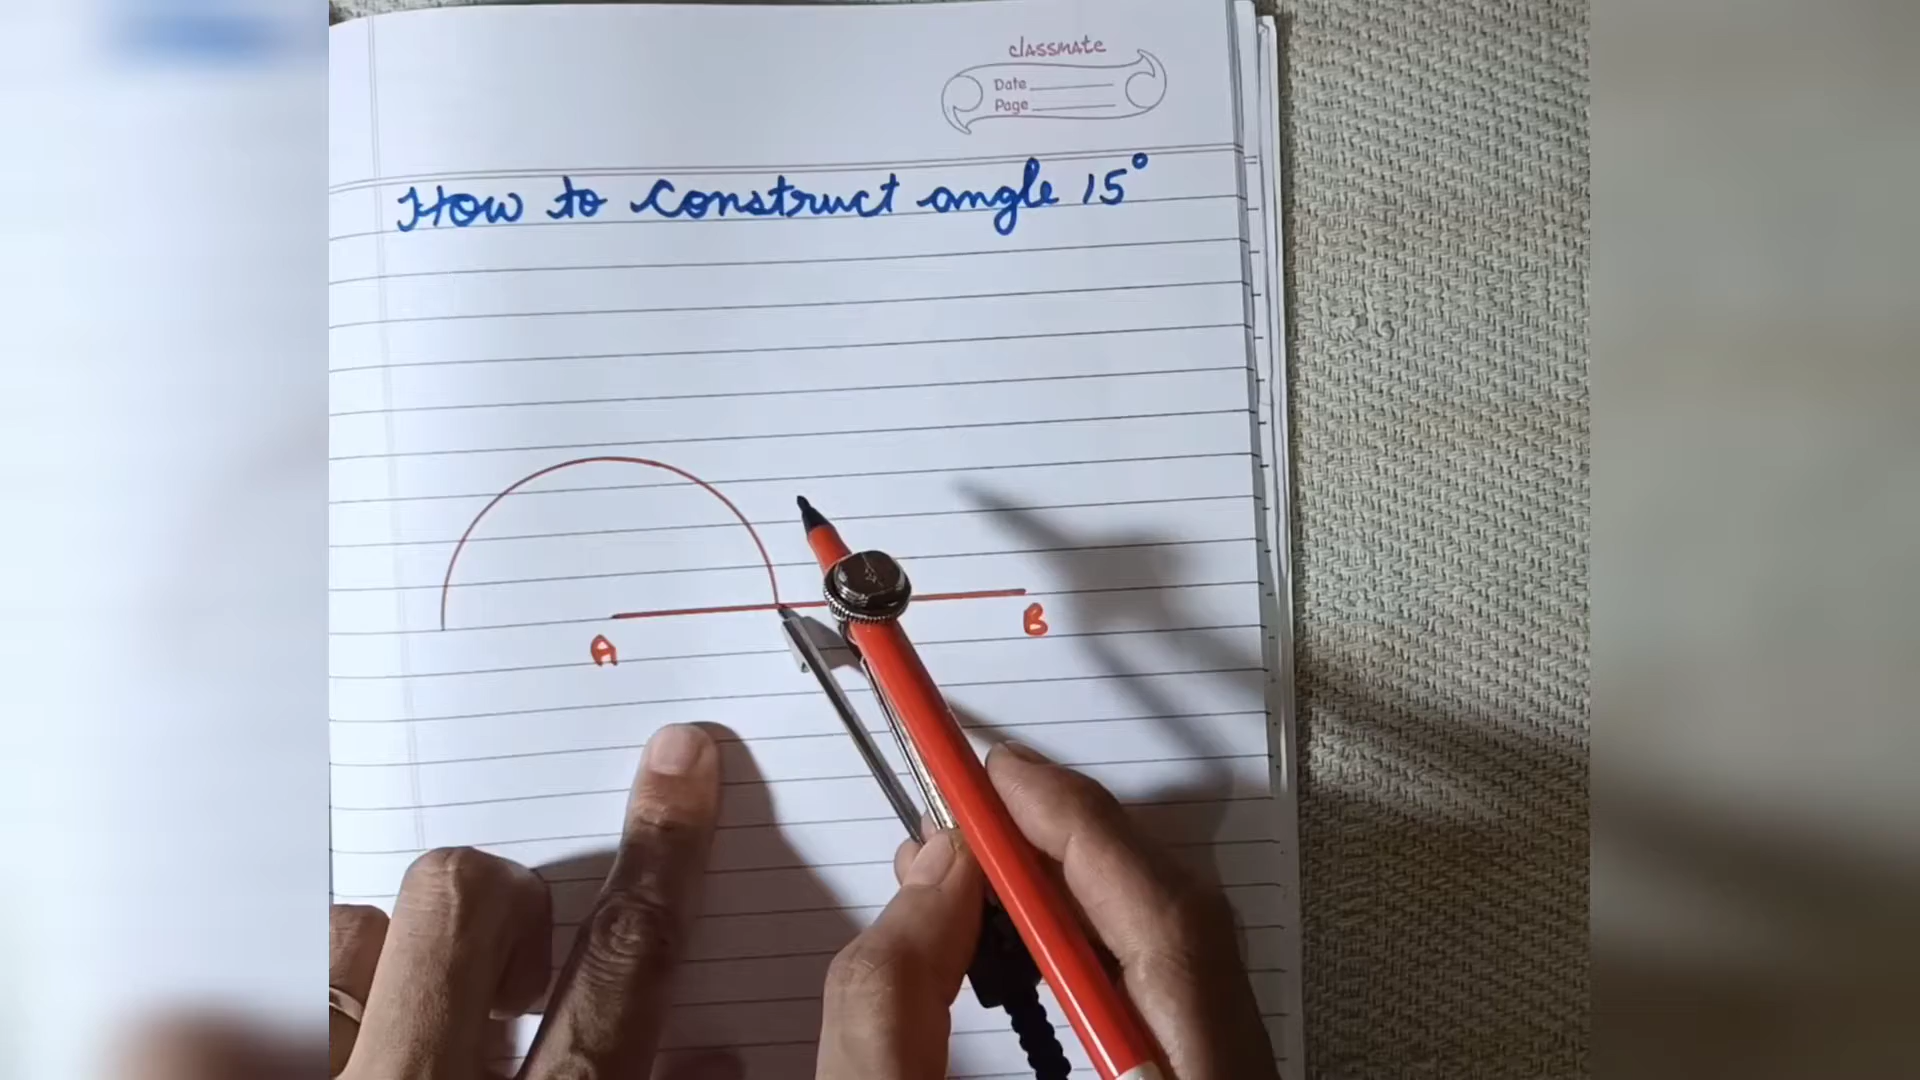 classmate
Date
Page
How to construct angle 15°
A
B